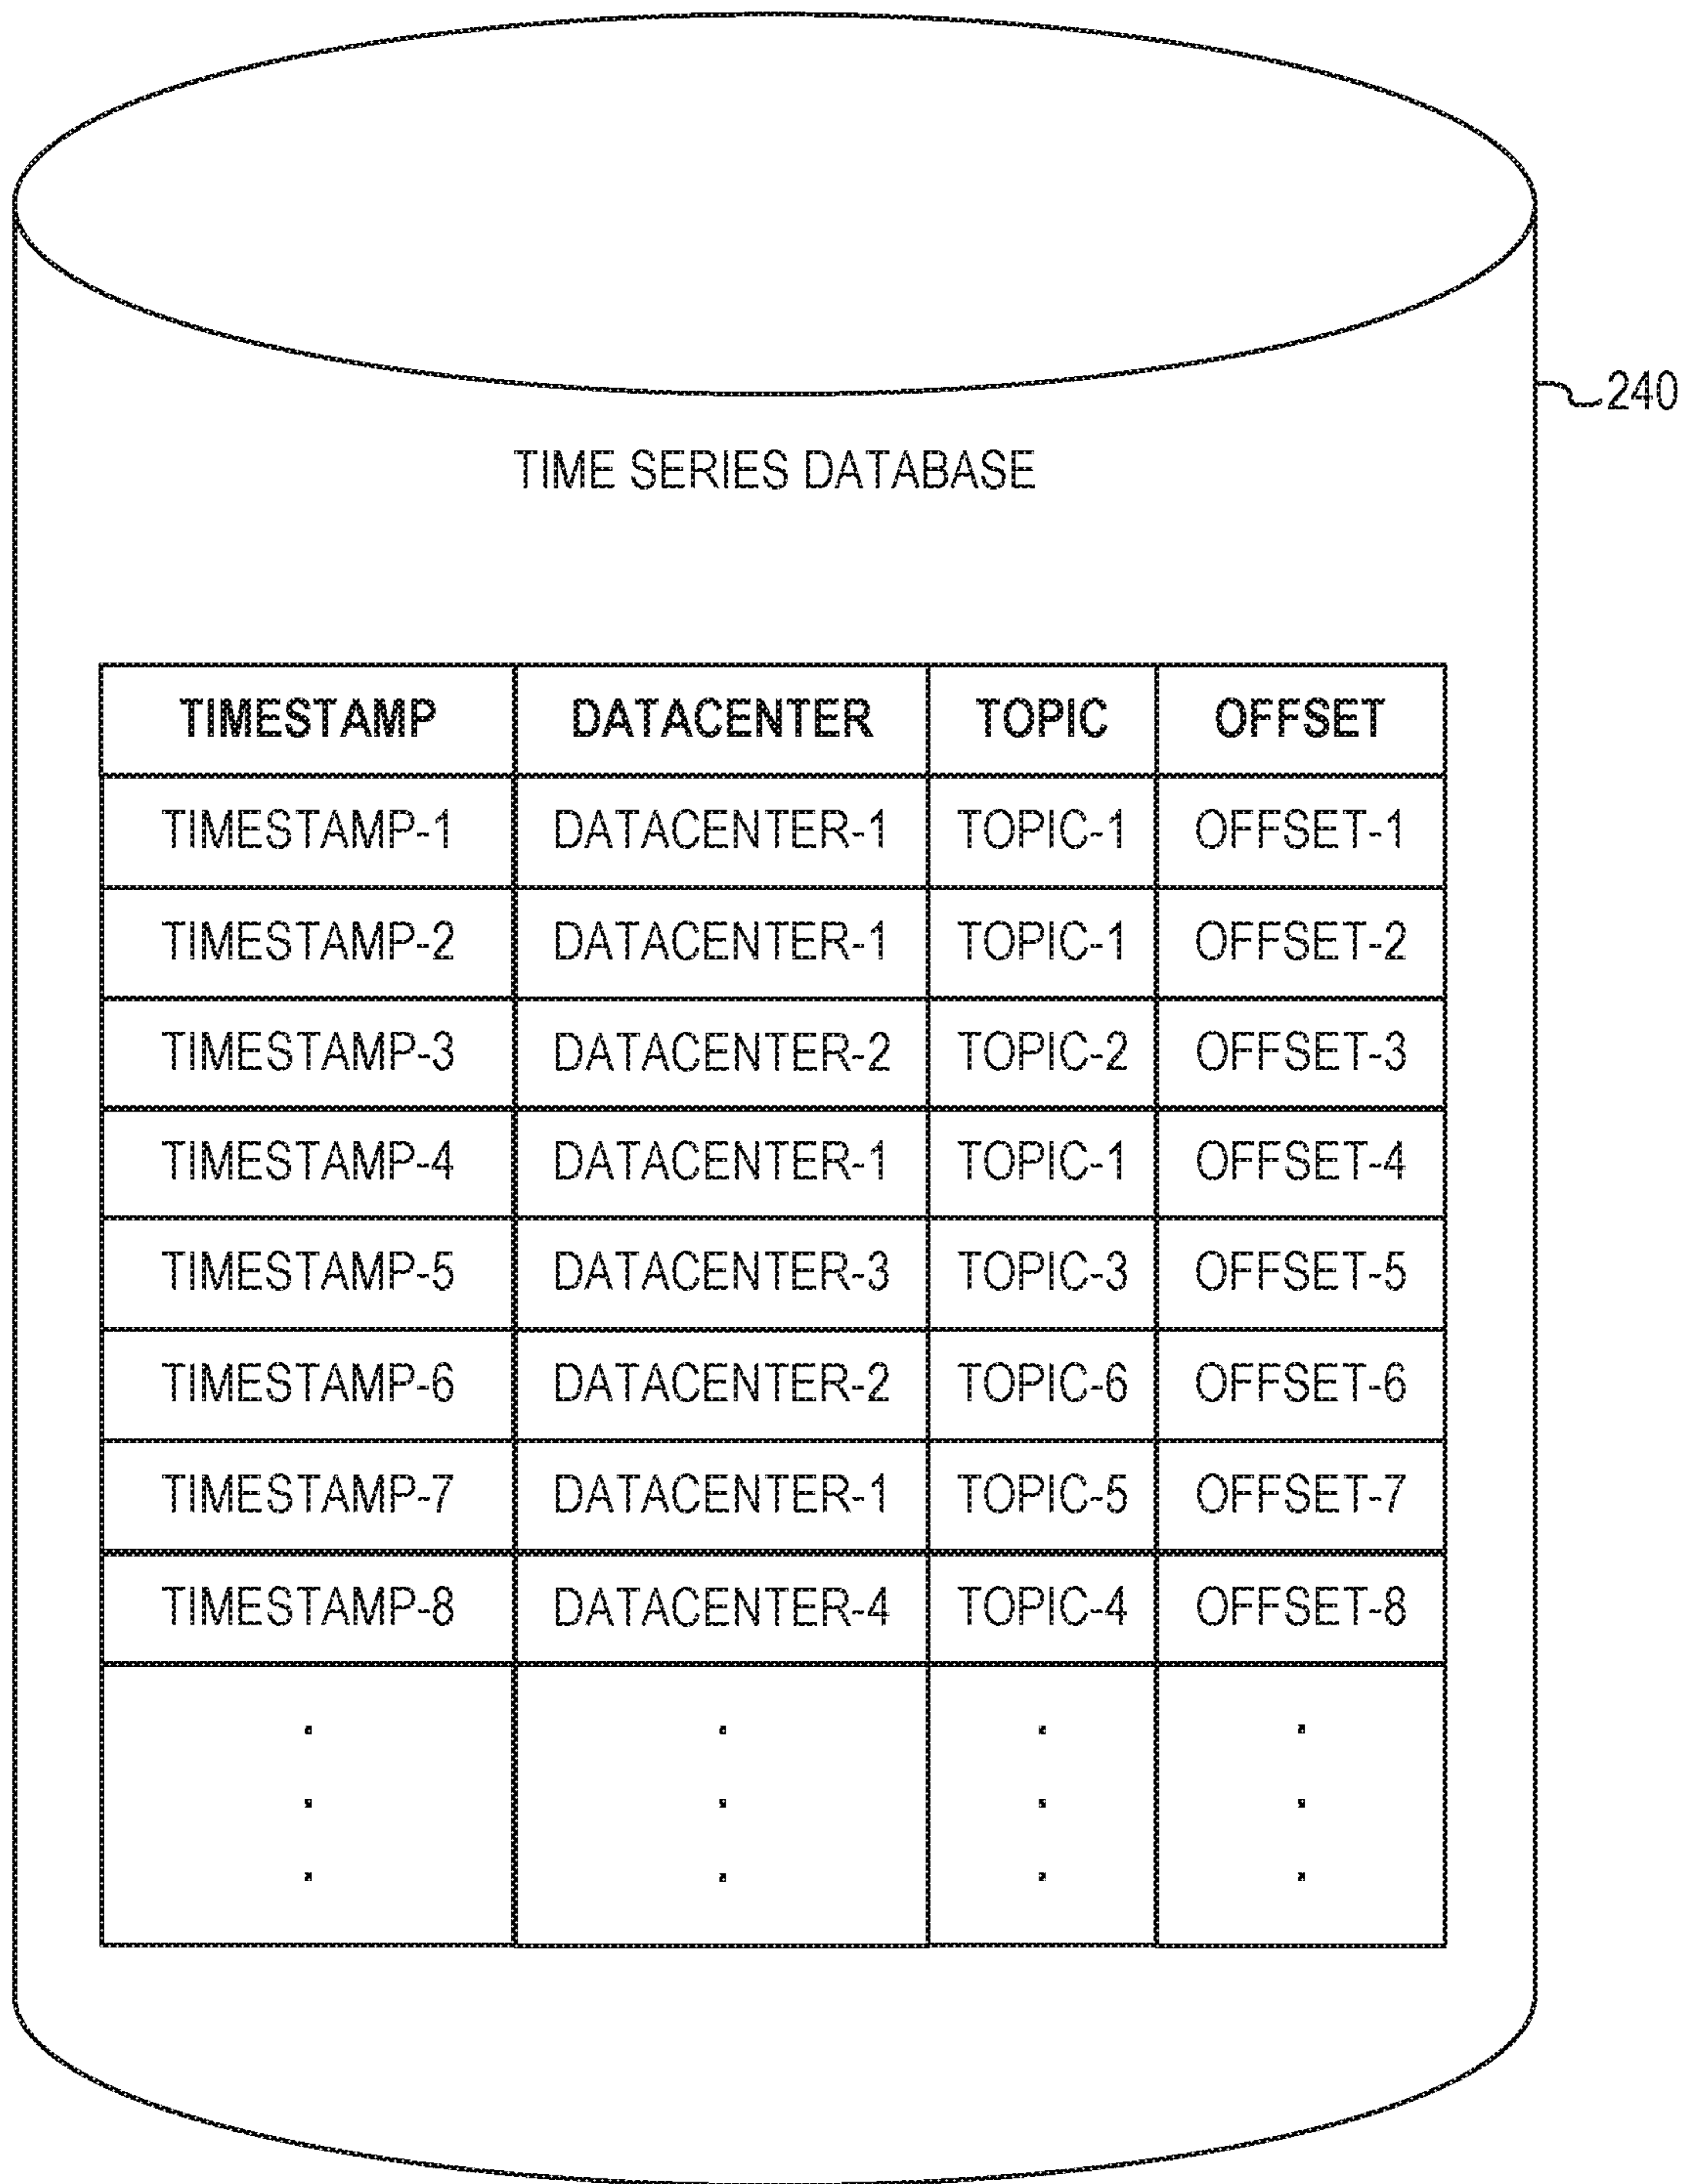 240
TIME SERIES DATABASE
TIMESTAMP DATACENTER TOPIC OFFSET
TIMESTAMP-1 DATACENTER-1 TOPIC-1 OFFSET-1
TIMESTAMP-2 DATACENTER-1 TOPIC-1 OFFSET-2
TIMESTAMP-3 DATACENTER-2 TOPIC-2 OFFSET-3
TIMESTAMP-4 DATACENTER-1 TOPIC-1 OFFSET-4
TIMESTAMP-5 DATACENTER-3 TOPIC-3 OFFSET-5
TIMESTAMP-6 DATACENTER-2 TOPIC-6 OFFSET-6
TIMESTAMP-7 DATACENTER-1 TOPIC-5 OFFSET-7
TIMESTAMP-8 DATACENTER-4 TOPIC-4 OFFSET-8
. . . .
. . . .
. . . .